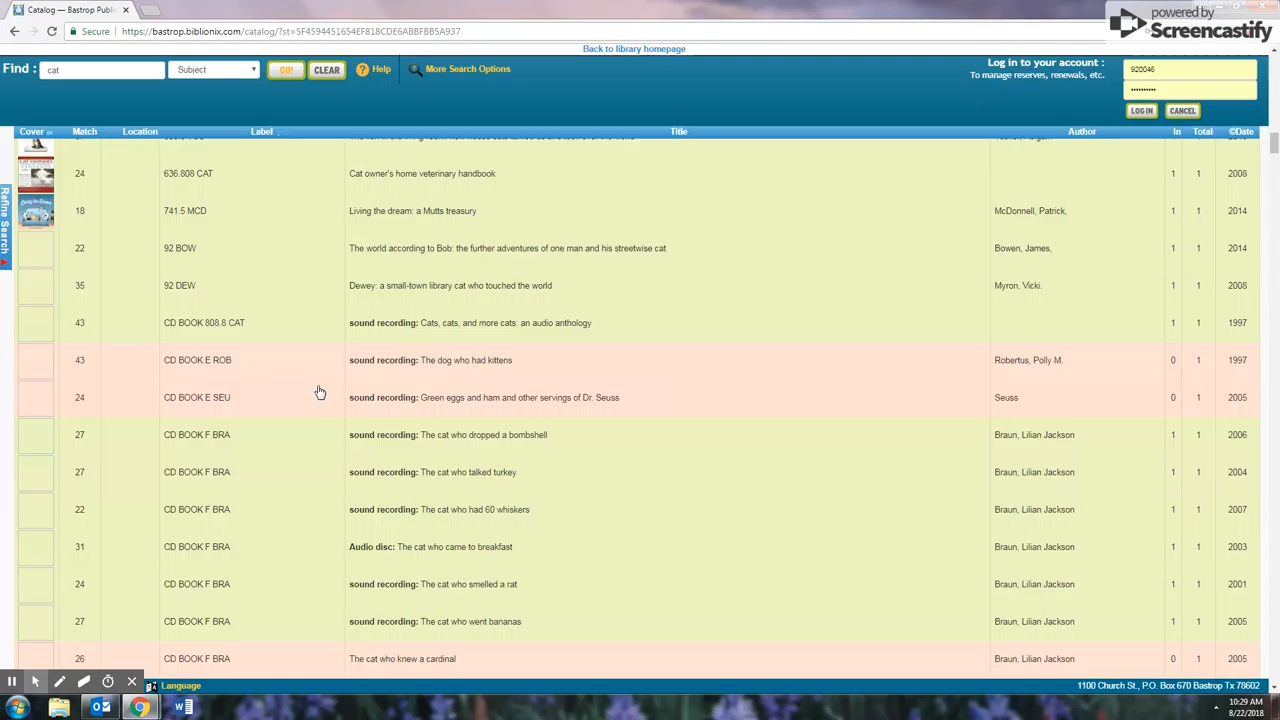 Catalog — Bastrop Public L
powered by
Screencastify
Secure https://bastrop.biblionix.com/catalog/?st=5F4594451654EF818CDE6ABBFB5A937
Back to library homepage
Find : cat Subject GO! CLEAR ? Help More Search Options
Log in to your account :
To manage reserves, renewals, etc.
920046
••••••••••
LOG IN CANCEL
Cover Match Location Label Title Author In Total ©Date
24 636.808 CAT Cat owner's home veterinary handbook 1 1 2008
18 741.5 MCD Living the dream: a Mutts treasury McDonnell, Patrick, 1 1 2014
22 92 BOW The world according to Bob: the further adventures of one man and his streetwise cat Bowen, James, 1 1 2014
35 92 DEW Dewey: a small-town library cat who touched the world Myron, Vicki. 1 1 2008
43 CD BOOK 808.8 CAT sound recording: Cats, cats, and more cats: an audio anthology 1 1 1997
43 CD BOOK E ROB sound recording: The dog who had kittens Robertus, Polly M. 0 1 1997
24 CD BOOK E SEU sound recording: Green eggs and ham and other servings of Dr. Seuss Seuss 0 1 2005
27 CD BOOK F BRA sound recording: The cat who dropped a bombshell Braun, Lilian Jackson 1 1 2006
27 CD BOOK F BRA sound recording: The cat who talked turkey Braun, Lilian Jackson 1 1 2004
22 CD BOOK F BRA sound recording: The cat who had 60 whiskers Braun, Lilian Jackson 1 1 2007
31 CD BOOK F BRA Audio disc: The cat who came to breakfast Braun, Lilian Jackson 1 1 2003
24 CD BOOK F BRA sound recording: The cat who smelled a rat Braun, Lilian Jackson 1 1 2001
27 CD BOOK F BRA sound recording: The cat who went bananas Braun, Lilian Jackson 1 1 2005
26 CD BOOK F BRA The cat who knew a cardinal Braun, Lilian Jackson 0 1 2005
Refine Search
Language
1100 Church St., P.O. Box 670 Bastrop Tx 78602
10:29 AM
8/22/2018